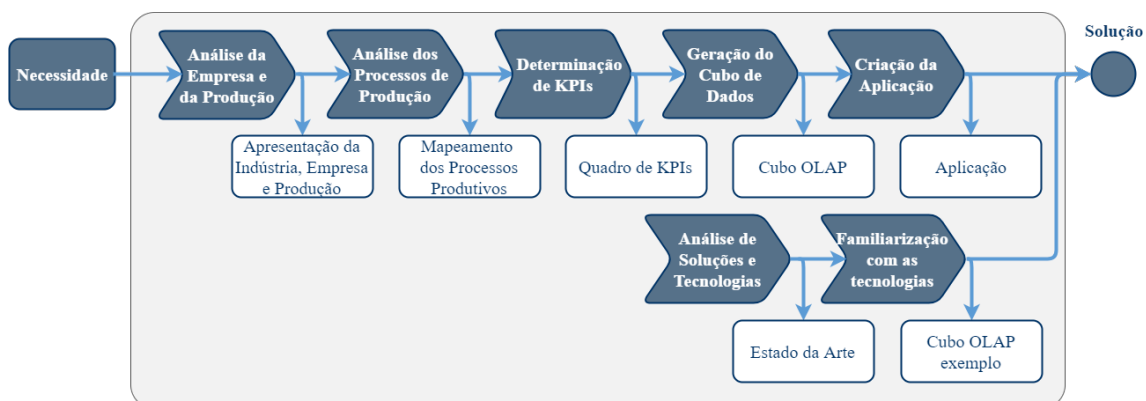 Necessidade
Análise da
Empresa e
da Produção
Análise dos
Processos de
Produção
Determinação
de KPIs
Geração do
Cubo de
Dados
Criação da
Aplicação
Solução
Apresentação da
Indústria, Empresa
e Produção
Mapeamento
dos Processos
Produtivos
Quadro de KPIs
Cubo OLAP
Aplicação
Análise de
Soluções e
Tecnologias
Familiarização
com as
tecnologias
Estado da Arte
Cubo OLAP
exemplo